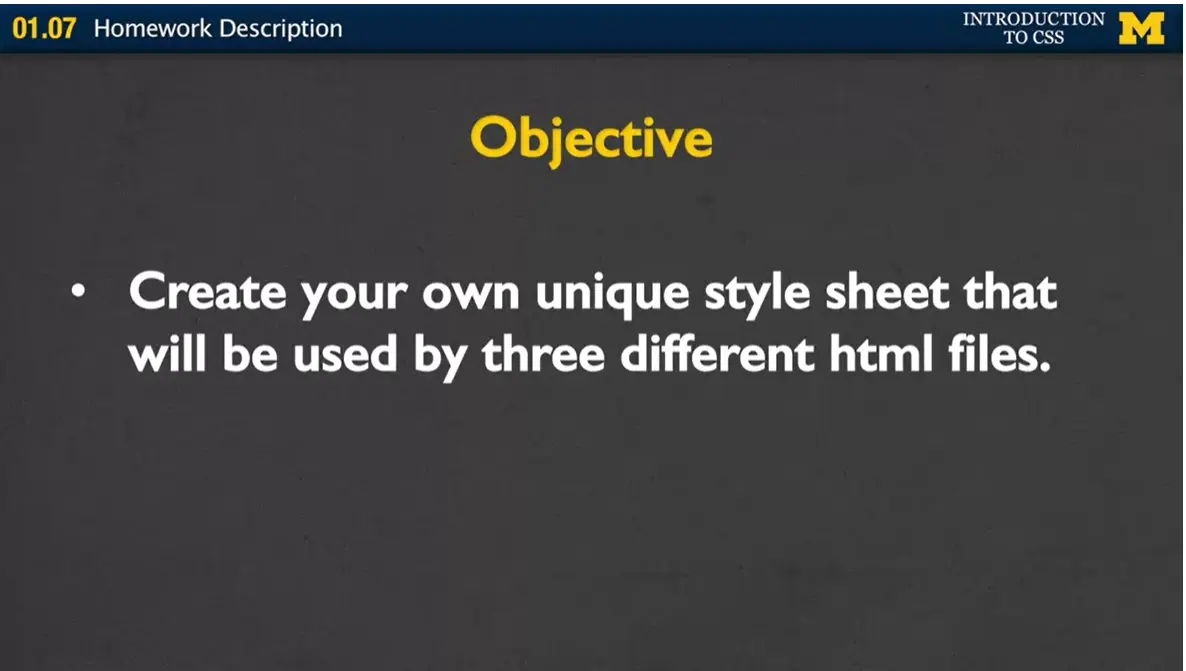 01.07 Homework Description
INTRODUCTION
TO CSS
M
Objective
• Create your own unique style sheet that
will be used by three different html files.